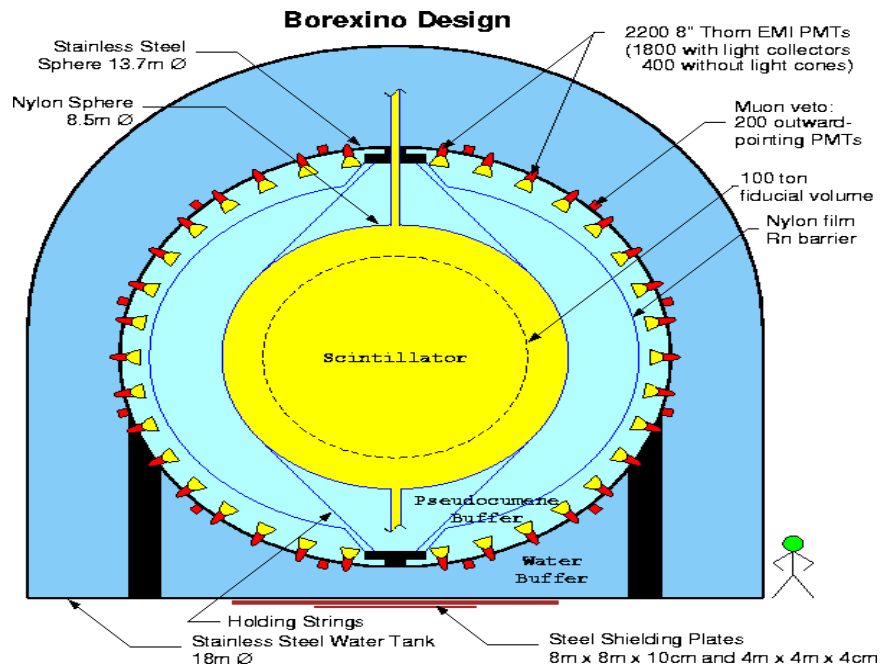 Borexino Design
Stainless Steel
Sphere 13.7m Ø
2200 8" Thorn EMI PMTs
(1800 with light collectors
400 without light cones)
Nylon Sphere
8.5m Ø
Muon veto:
200 outward-
pointing PMTs
100 ton
fiducial volume
Nylon film
Rn barrier
Scintillator
Pseudocumene
Buffer
Water
Buffer
Holding Strings
Stainless Steel Water Tank
18m Ø
Steel Shielding Plates
8m x 8m x 10cm and 4m x 4m x 4cm